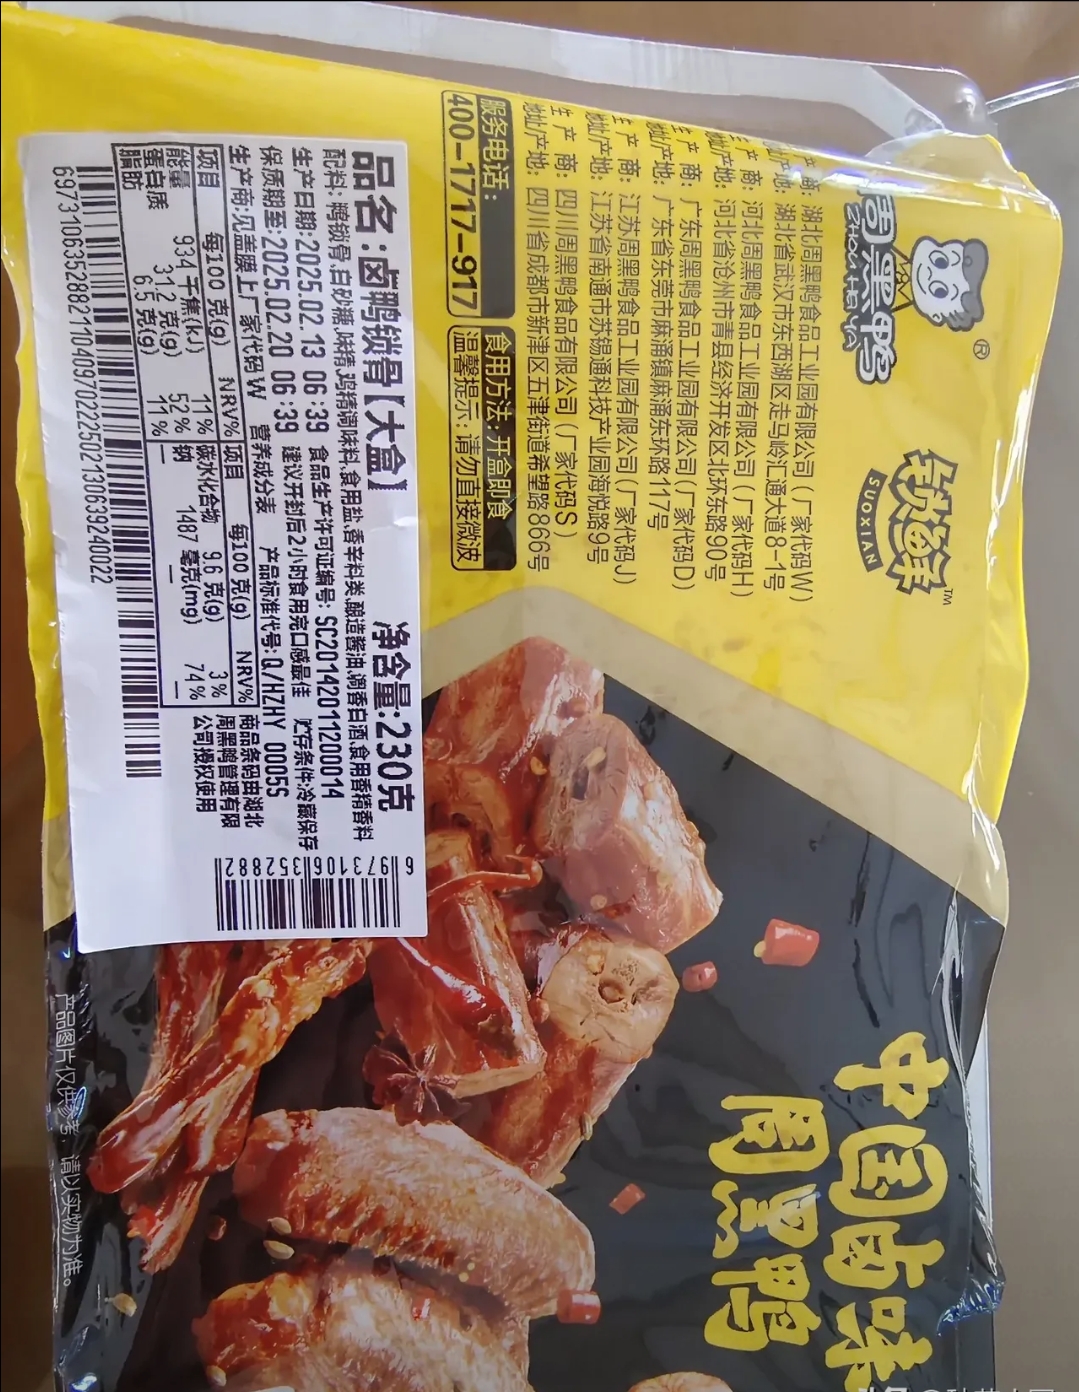 周黑鸭
ZHOU HEI YA
®
锁鲜
TM
SUOXIAN
产 商: 湖北周黑鸭食品工业园有限公司 (厂家代码W)
产地: 湖北省武汉市东西湖区走马岭汇通大道8-1号
产 商: 河北周黑鸭食品工业园有限公司 (厂家代码H)
地址/产地: 河北省沧州市青县经济开发区北环东路90号
生 产 商: 广东周黑鸭食品工业园有限公司 (厂家代码D)
地址/产地: 广东省东莞市麻涌镇麻涌东环路117号
生 产 商: 江苏周黑鸭食品工业园有限公司 (厂家代码J)
地址/产地: 江苏省南通市苏锡通科技产业园海悦路9号
生 产 商: 四川周黑鸭食品有限公司 (厂家代码S)
地址/产地: 四川省成都市新津区五津街道希望路866号
服务电话: 食用方法: 开盒即食
400-1717-917 温馨提示: 请勿直接微波
品名:卤鸭锁骨【大盒】 净含量:230克
配料: 鸭锁骨,白砂糖,味精,鸡精调味料,食用盐,香辛料类,酿造酱油,调香白酒,食用香精香料
生产日期:2025.02.13 06:39 食品生产许可证编号: SC20142011200014
保质期至:2025.02.20 06:39 建议开封后2小时食用完口感最佳 贮存条件:冷藏保存
生产商:见盖膜上厂家代码W 营养成分表 产品标准代号:Q/HZHY 0005S
项目 每100 克(g) NRV% 项目 每100 克(g) NRV%
能量 934 千焦(kJ) 11% 碳水化合物 9.6 克(g) 3%
蛋白质 31.2 克(g) 52% 钠 1487 毫克(mg) 74%
脂肪 6.5 克(g) 11% — — —
商品条码由湖北
周黑鸭管理有限
公司授权使用
6 973106 352882
697310635288211040970222502130639240022
中国卤味
周黑鸭
产品图片仅供参考, 请以实物为准。